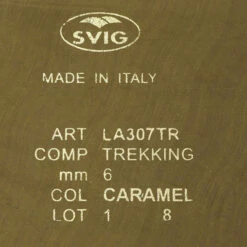 SVIG
MADE IN ITALY
ART LA307TR
COMP TREKKING
mm 6
COL CARAMEL
LOT 1 8